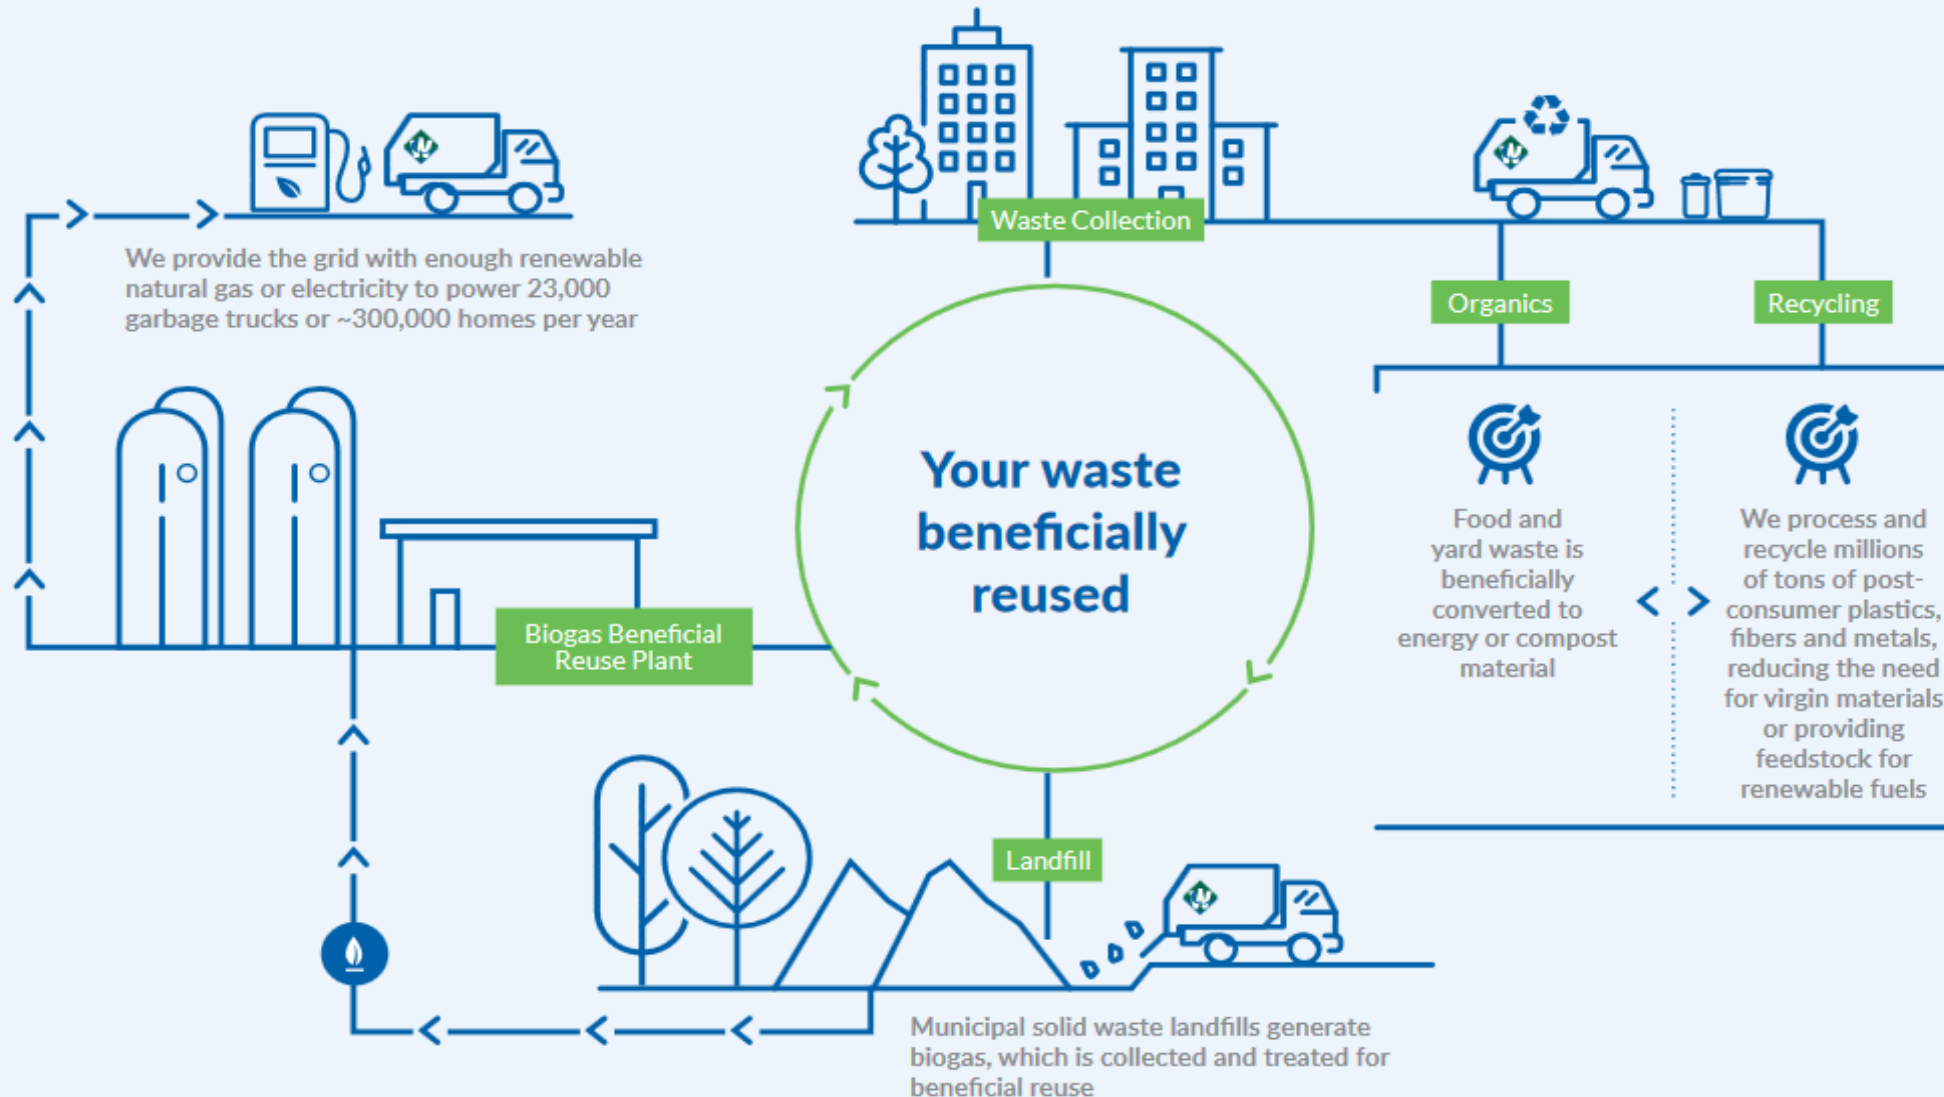 Waste Collection
We provide the grid with enough renewable
natural gas or electricity to power 23,000
garbage trucks or ~300,000 homes per year
Organics
Recycling
Your waste
beneficially
reused
Food and
yard waste is
beneficially
converted to
energy or compost
material
We process and
recycle millions
of tons of post-
consumer plastics,
fibers and metals,
reducing the need
for virgin materials
or providing
feedstock for
renewable fuels
Biogas Beneficial
Reuse Plant
Landfill
Municipal solid waste landfills generate
biogas, which is collected and treated for
beneficial reuse